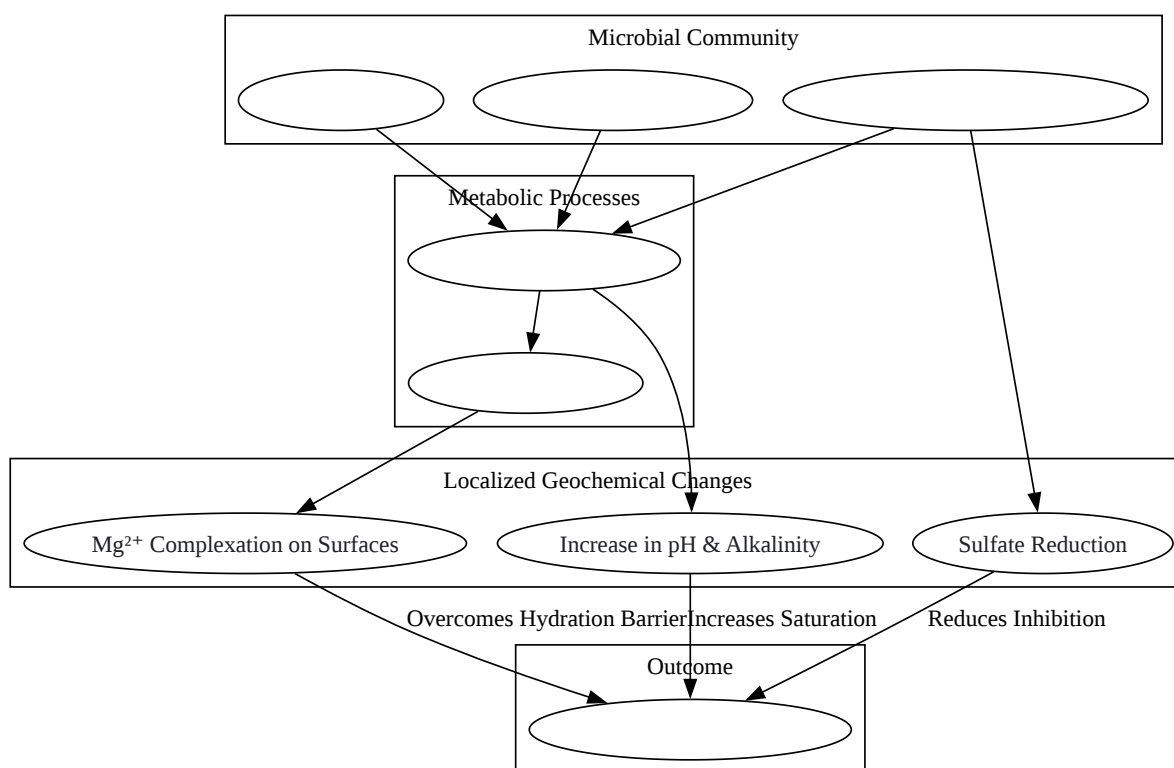 Microbial Community
Metabolic Processes
Localized Geochemical Changes
Mg²⁺ Complexation on Surfaces
Increase in pH & Alkalinity
Sulfate Reduction
Overcomes Hydration Barrier
Increases Saturation
Reduces Inhibition
Outcome